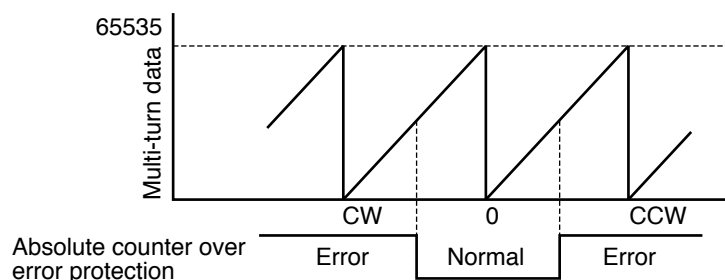 65535
Multi-turn data
CW 0 CCW
Absolute counter over
error protection
Error Normal Error